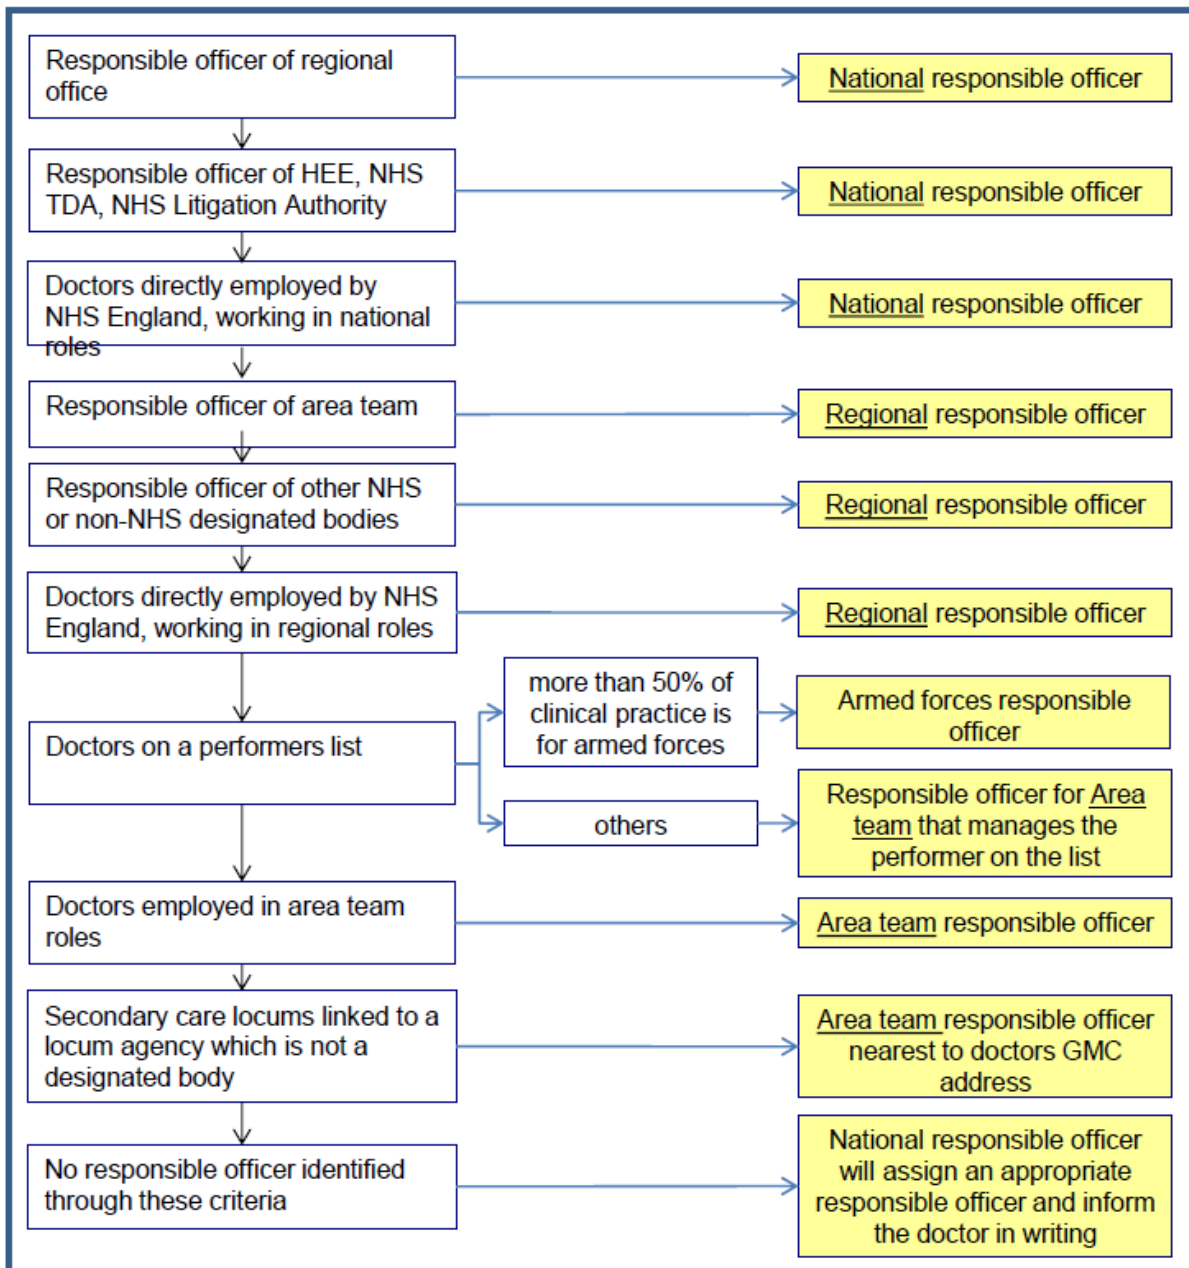 Responsible officer of regional
office
National responsible officer
Responsible officer of HEE, NHS
TDA, NHS Litigation Authority
National responsible officer
Doctors directly employed by
NHS England, working in national
roles
National responsible officer
Responsible officer of area team
Regional responsible officer
Responsible officer of other NHS
or non-NHS designated bodies
Regional responsible officer
Doctors directly employed by NHS
England, working in regional roles
Regional responsible officer
Doctors on a performers list
more than 50% of
clinical practice is
for armed forces
Armed forces responsible
officer
others
Responsible officer for Area
team that manages the
performer on the list
Doctors employed in area team
roles
Area team responsible officer
Secondary care locums linked to a
locum agency which is not a
designated body
Area team responsible officer
nearest to doctors GMC
address
No responsible officer identified
through these criteria
National responsible officer
will assign an appropriate
responsible officer and inform
the doctor in writing